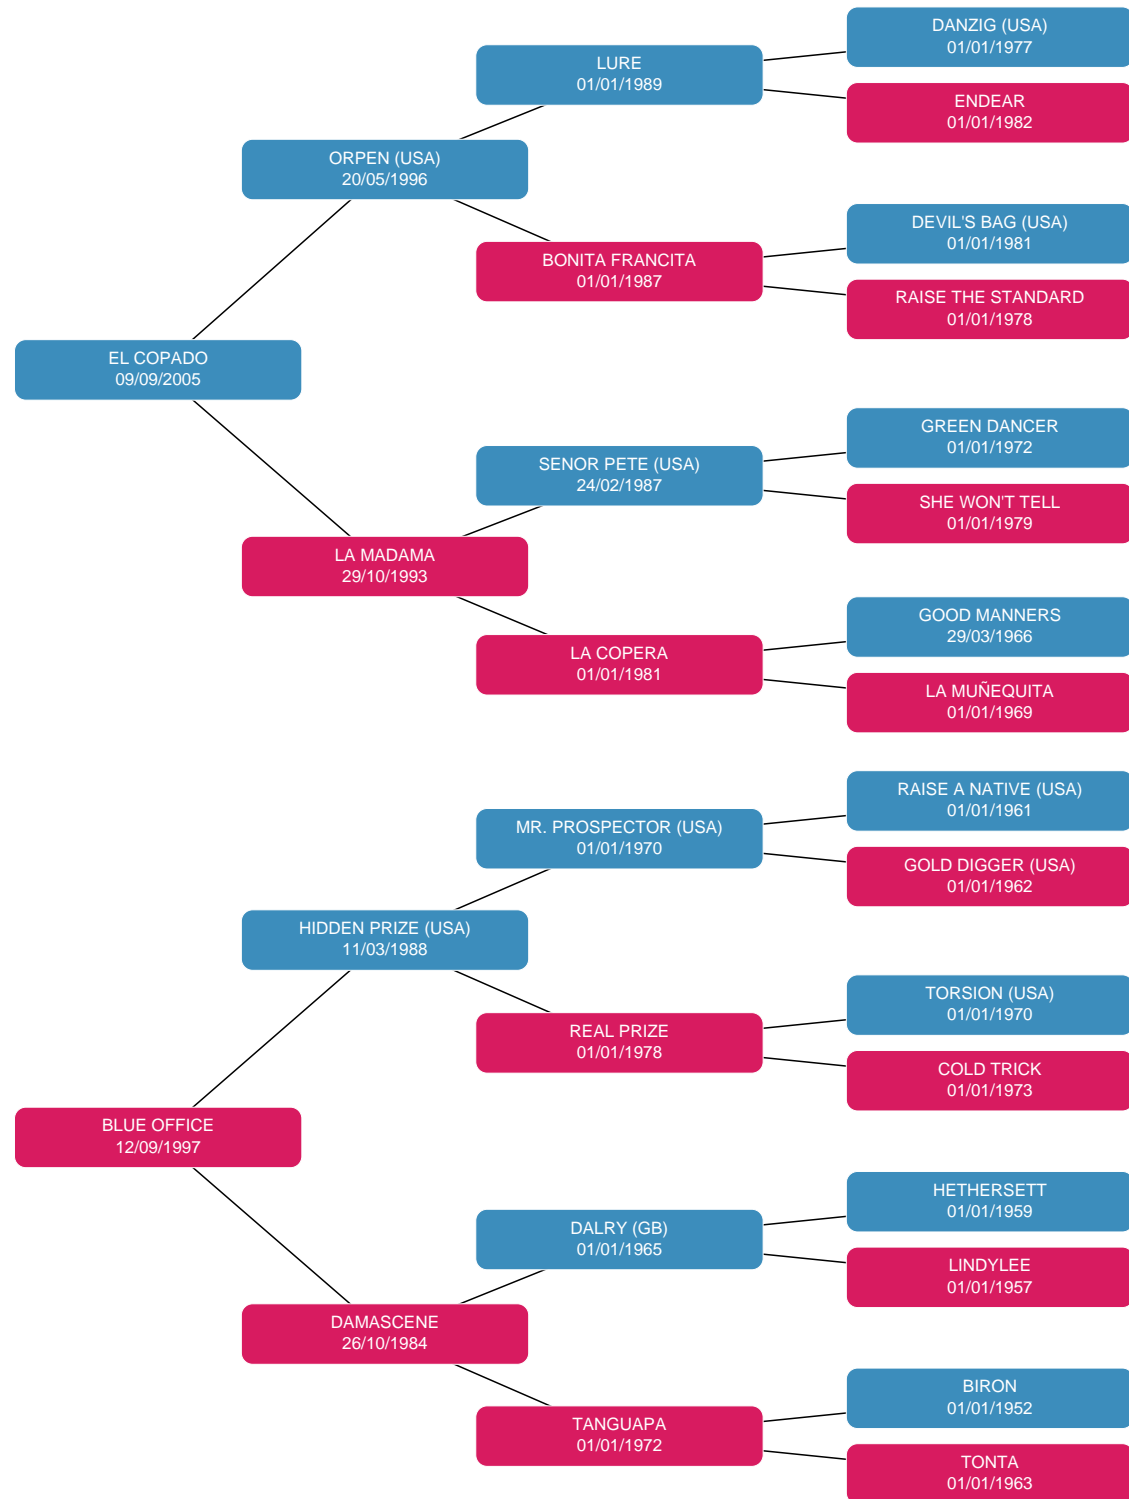 DANZIG (USA)
01/01/1977
LURE
01/01/1989
ENDEAR
01/01/1982
ORPEN (USA)
20/05/1996
DEVIL'S BAG (USA)
01/01/1981
BONITA FRANCITA
01/01/1987
RAISE THE STANDARD
01/01/1978
EL COPADO
09/09/2005
GREEN DANCER
01/01/1972
SENOR PETE (USA)
24/02/1987
SHE WON'T TELL
01/01/1979
LA MADAMA
29/10/1993
GOOD MANNERS
29/03/1966
LA COPERA
01/01/1981
LA MUÑEQUITA
01/01/1969
RAISE A NATIVE (USA)
01/01/1961
MR. PROSPECTOR (USA)
01/01/1970
GOLD DIGGER (USA)
01/01/1962
HIDDEN PRIZE (USA)
11/03/1988
TORSION (USA)
01/01/1970
REAL PRIZE
01/01/1978
COLD TRICK
01/01/1973
BLUE OFFICE
12/09/1997
HETHERSETT
01/01/1959
DALRY (GB)
01/01/1965
LINDYLEE
01/01/1957
DAMASCENE
26/10/1984
BIRON
01/01/1952
TANGUAPA
01/01/1972
TONTA
01/01/1963